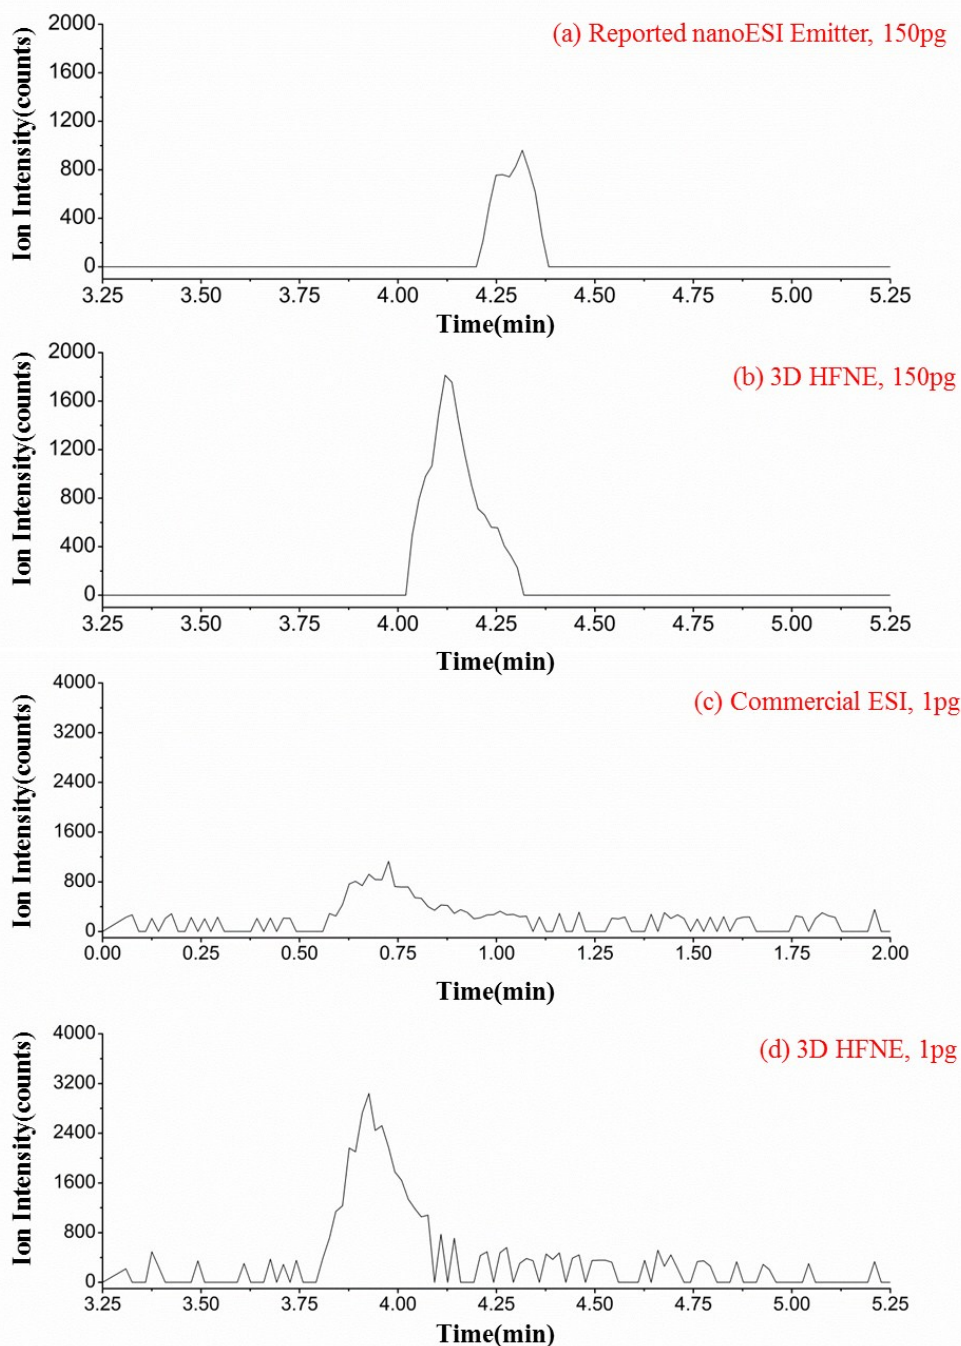 (a) Reported nanoESI Emitter, 150pg
Ion Intensity(counts)
2000
1600
1200
800
400
0
3.25 3.50 3.75 4.00 4.25 4.50 4.75 5.00 5.25
Time(min)
(b) 3D HFNE, 150pg
Ion Intensity(counts)
2000
1600
1200
800
400
0
3.25 3.50 3.75 4.00 4.25 4.50 4.75 5.00 5.25
Time(min)
(c) Commercial ESI, 1pg
Ion Intensity(counts)
4000
3200
2400
1600
800
0
0.00 0.25 0.50 0.75 1.00 1.25 1.50 1.75 2.00
Time(min)
(d) 3D HFNE, 1pg
Ion Intensity(counts)
4000
3200
2400
1600
800
0
3.25 3.50 3.75 4.00 4.25 4.50 4.75 5.00 5.25
Time(min)